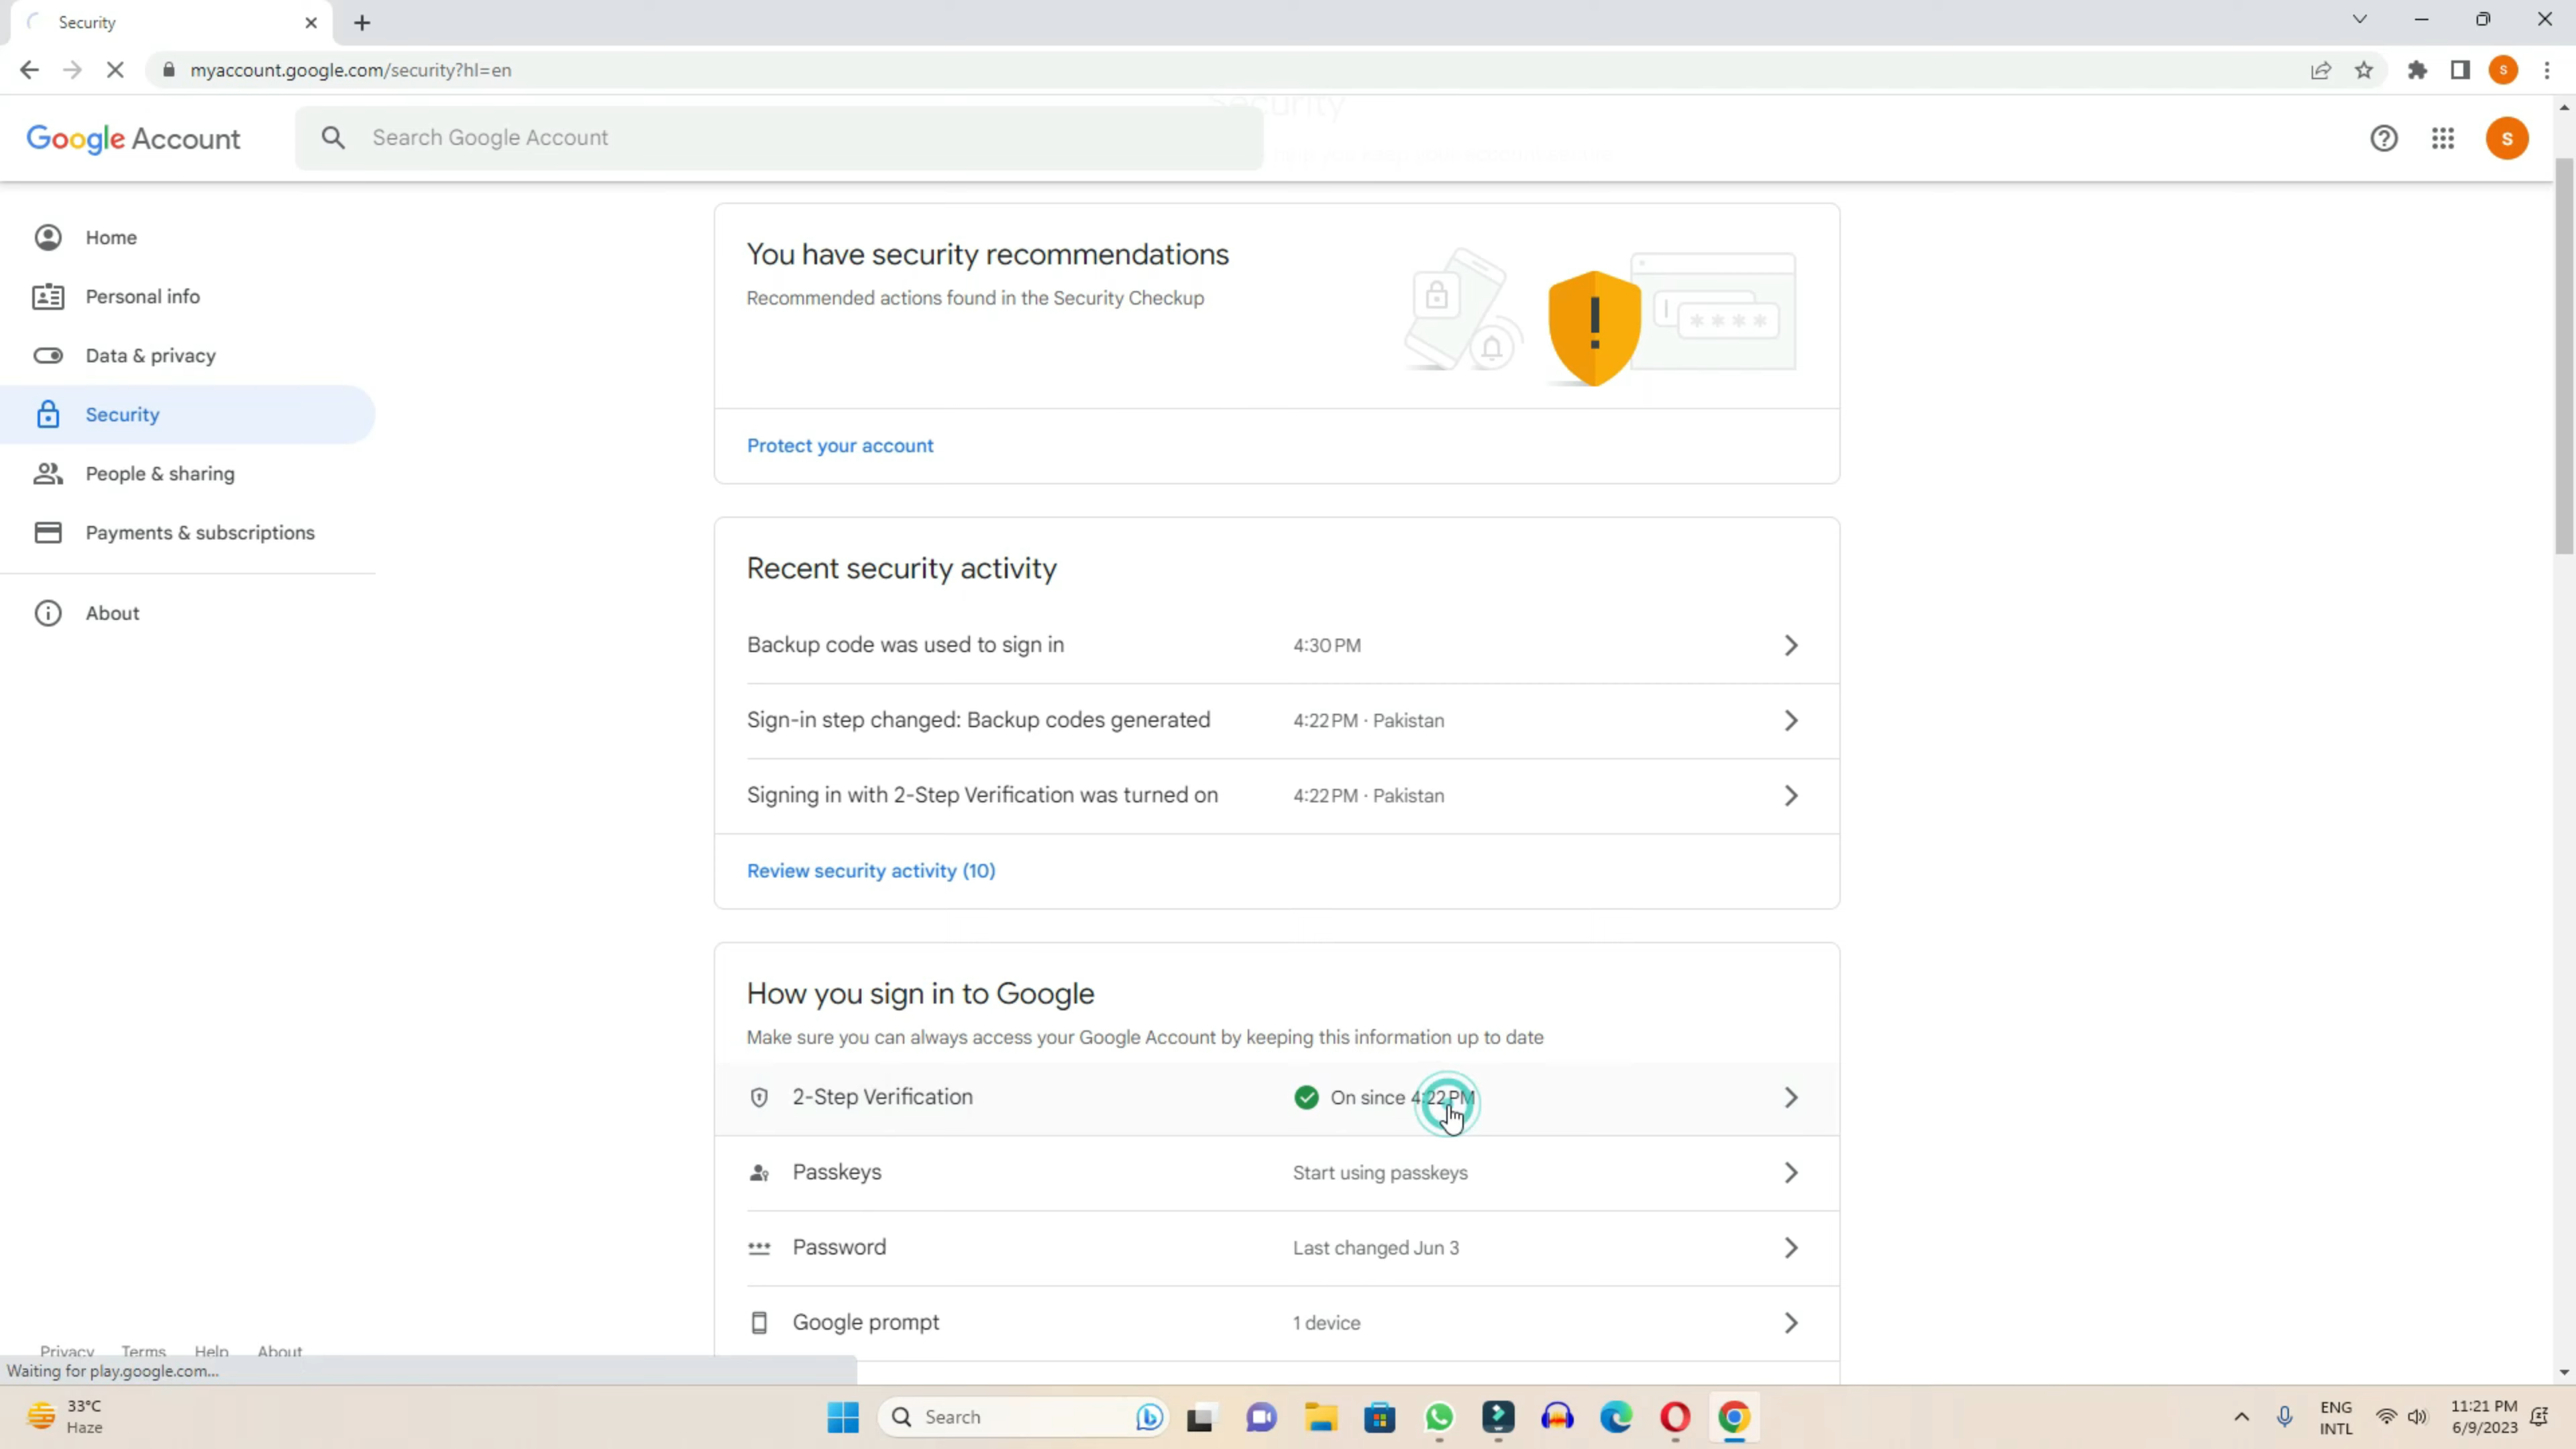 Security
myaccount.google.com/security?hl=en
S
Security
Google Account
Search Google Account
S
Home
Personal info
Data & privacy
Security
People & sharing
Payments & subscriptions
About
You have security recommendations
Recommended actions found in the Security Checkup
Protect your account
Recent security activity
Backup code was used to sign in 4:30 PM
Sign-in step changed: Backup codes generated 4:22 PM · Pakistan
Signing in with 2-Step Verification was turned on 4:22 PM · Pakistan
Review security activity (10)
How you sign in to Google
Make sure you can always access your Google Account by keeping this information up to date
2-Step Verification On since 4:22 PM
Passkeys Start using passkeys
Password Last changed Jun 3
Google prompt 1 device
Privacy Terms Help About
Waiting for play.google.com...
33°C
Haze
Search
ENG
INTL
11:21 PM
6/9/2023